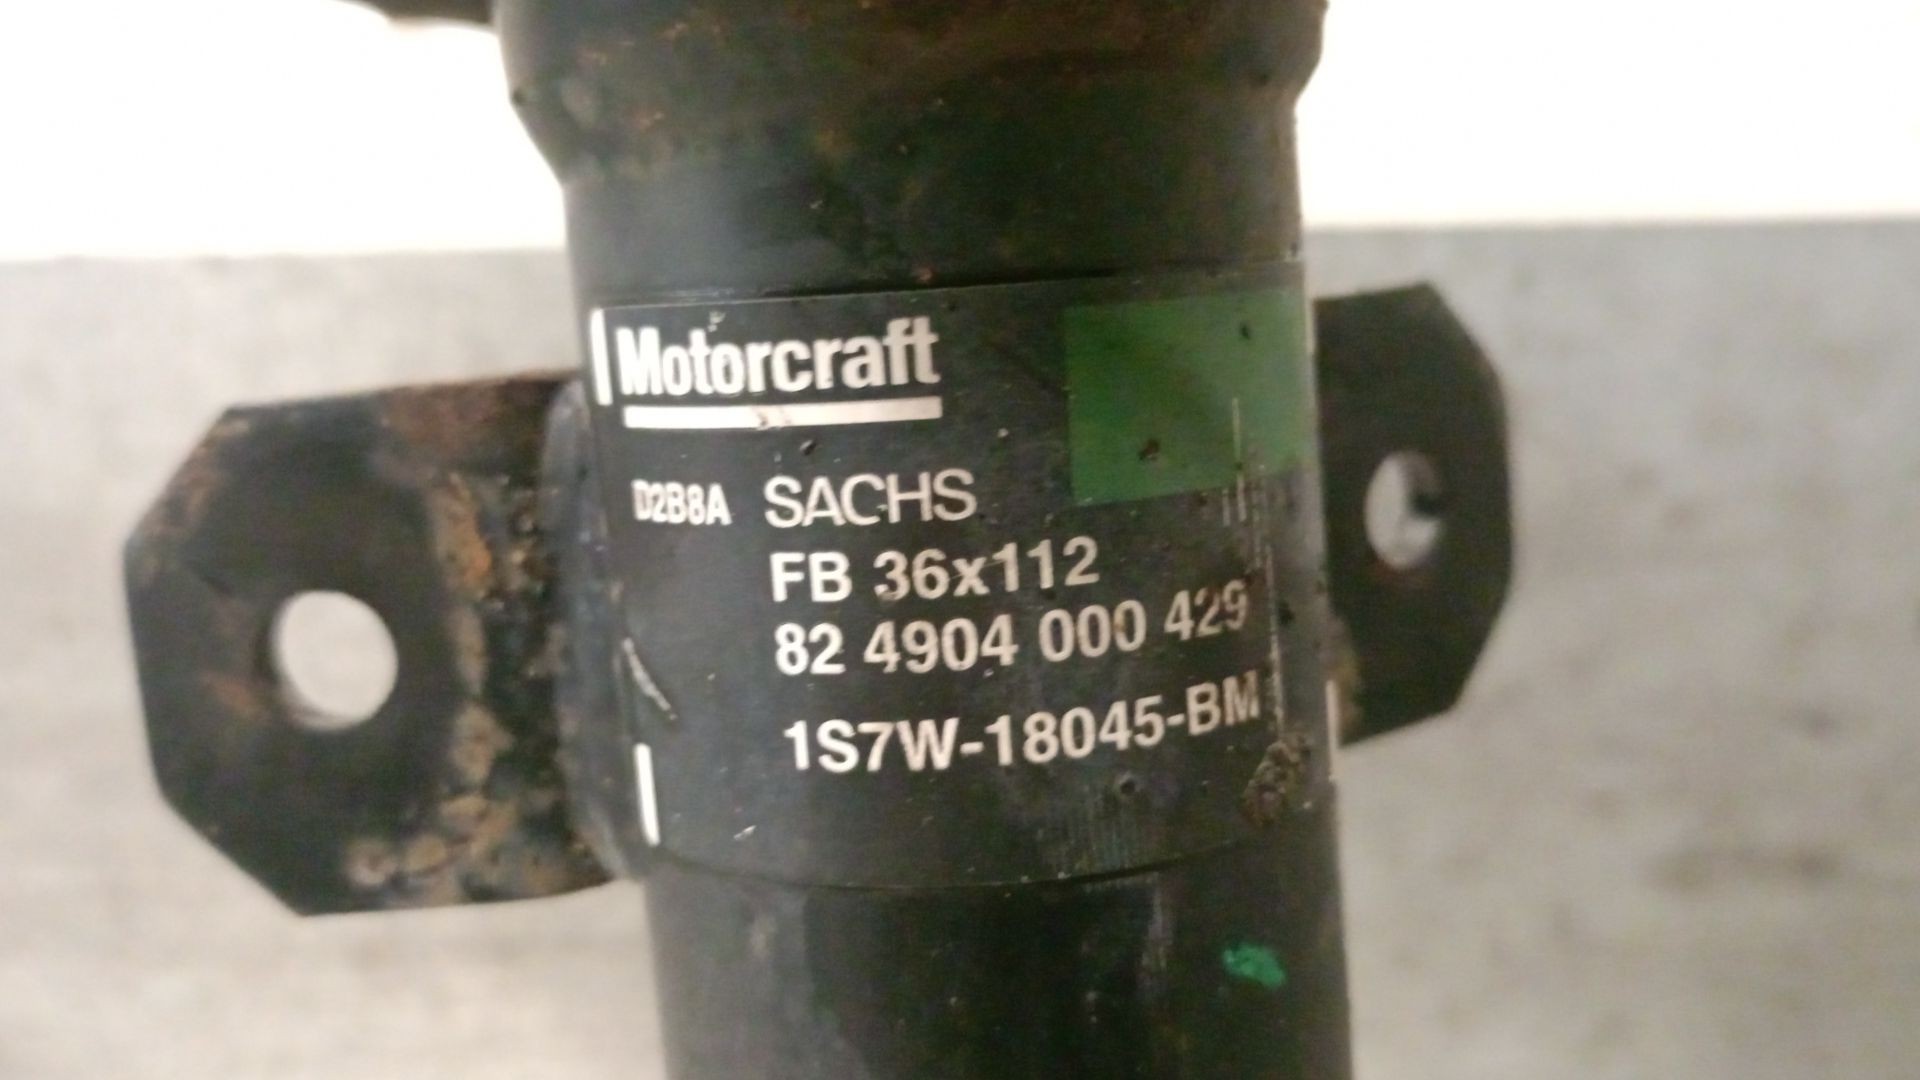 Motorcraft
D2B8A SACHS
FB 36x112
82 4904 000 429
1S7W-18045-BM